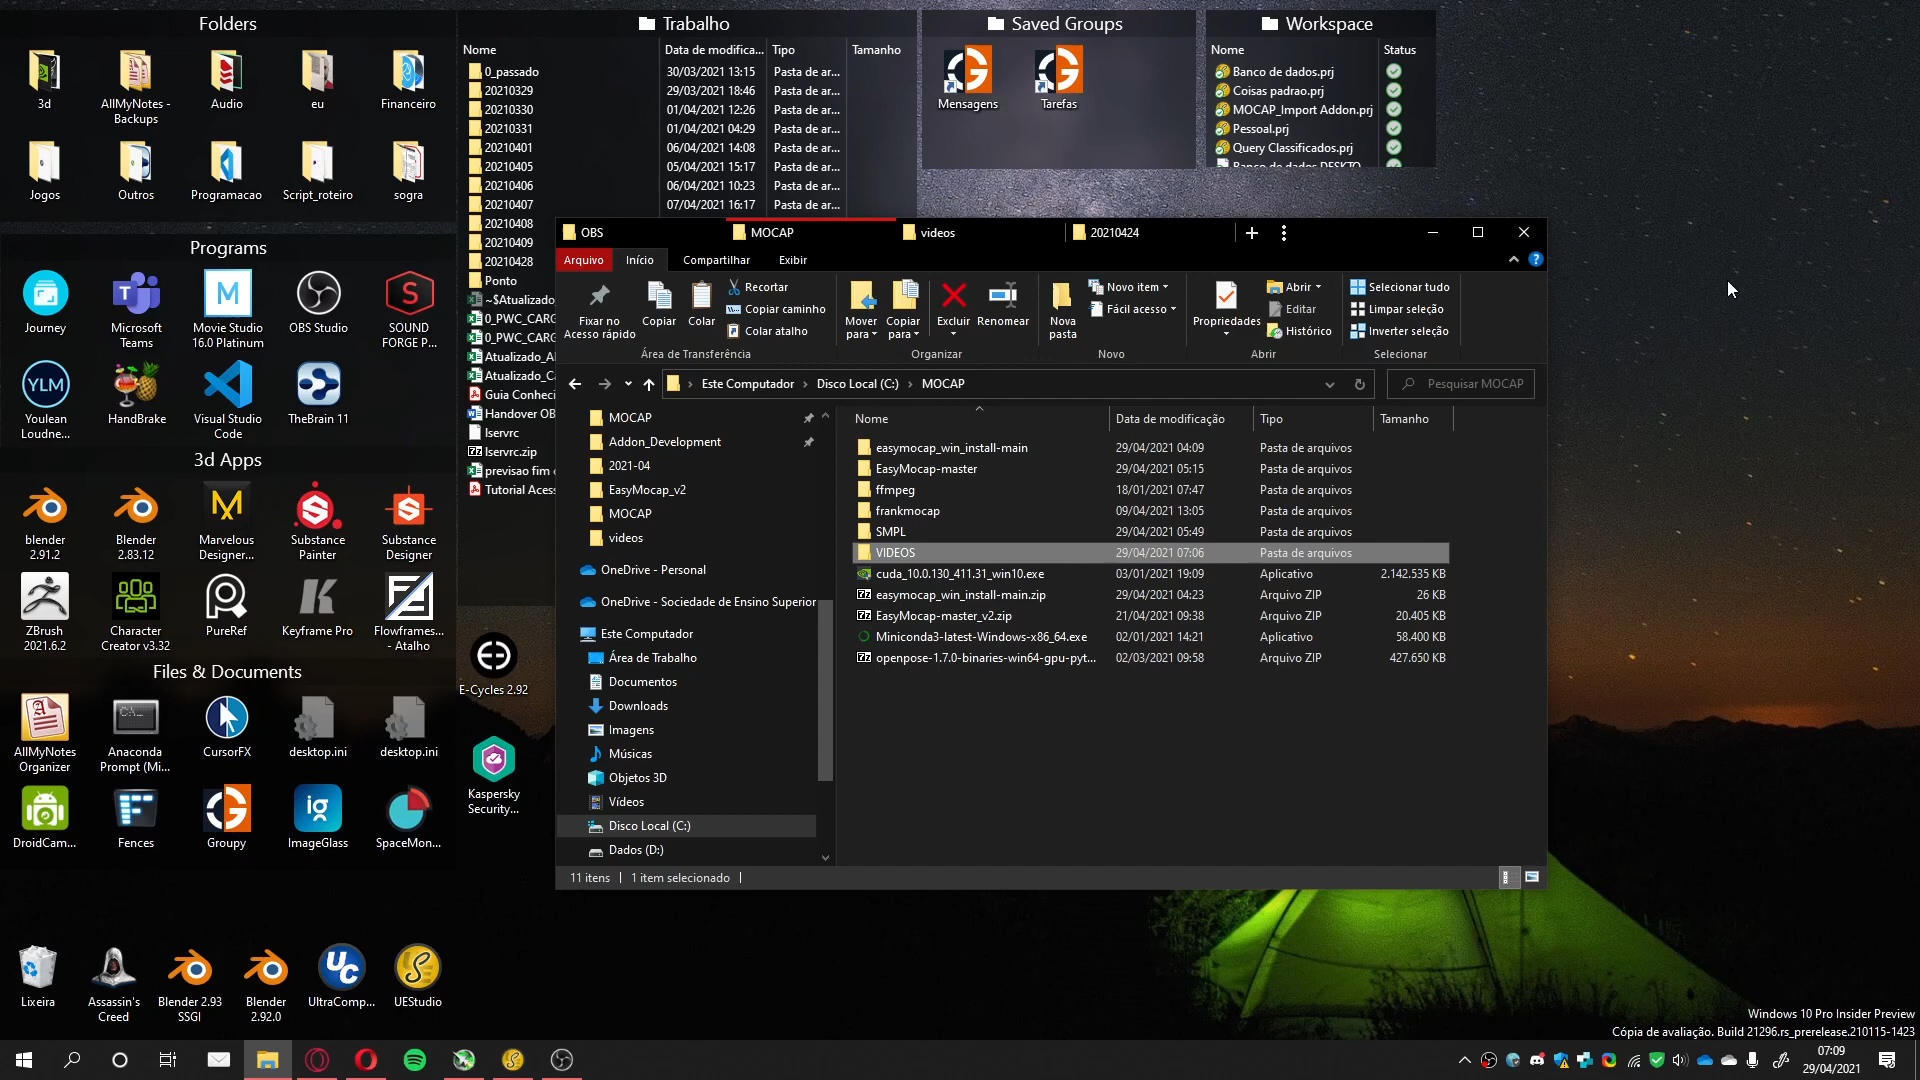 Folders
3d
AllMyNotes - Backups
Audio
eu
Financeiro
Jogos
Outros
Programacao
Script_roteiro
sogra
Programs
Journey
Microsoft Teams
Movie Studio 16.0 Platinum
OBS Studio
SOUND FORGE P...
Youlean Loudne...
HandBrake
Visual Studio Code
TheBrain 11
3d Apps
blender 2.91.2
Blender 2.83.12
Marvelous Designer...
Substance Painter
Substance Designer
ZBrush 2021.6.2
Character Creator v3.32
PureRef
Keyframe Pro
Flowframes... - Atalho
Files & Documents
AllMyNotes Organizer
Anaconda Prompt (Mi...
CursorFX
desktop.ini
desktop.ini
DroidCam...
Fences
Groupy
ImageGlass
SpaceMon...
Lixeira
Assassin's Creed
Blender 2.93 SSGI
Blender 2.92.0
UltraComp...
UEStudio
E-Cycles 2.92
Kaspersky Security...
Trabalho
Nome Data de modifica... Tipo Tamanho
0_passado 30/03/2021 13:15 Pasta de ar...
20210329 29/03/2021 18:46 Pasta de ar...
20210330 01/04/2021 12:26 Pasta de ar...
20210331 01/04/2021 04:29 Pasta de ar...
20210401 06/04/2021 14:08 Pasta de ar...
20210405 05/04/2021 15:17 Pasta de ar...
20210406 06/04/2021 10:23 Pasta de ar...
20210407 07/04/2021 16:17 Pasta de ar...
20210408
20210409
20210428
Ponto
~$Atualizado_
0_PWC_CARG
0_PWC_CARG
Atualizado_Al
Atualizado_Ca
Guia Conheci
Handover OB
lservrc
lservrc.zip
previsao fim
Tutorial Acess
Saved Groups
Mensagens
Tarefas
Workspace
Nome Status
Banco de dados.prj
Coisas padrao.prj
MOCAP_Import Addon.prj
Pessoal.prj
Query Classificados.prj
Banco de dados DESKTO
OBS MOCAP videos 20210424
Arquivo Início Compartilhar Exibir
Fixar no Acesso rápido
Copiar
Colar
Recortar
Copiar caminho
Colar atalho
Área de Transferência
Mover para
Copiar para
Excluir
Renomear
Organizar
Nova pasta
Novo item
Fácil acesso
Novo
Propriedades
Abrir
Editar
Histórico
Abrir
Selecionar tudo
Limpar seleção
Inverter seleção
Selecionar
Este Computador > Disco Local (C:) > MOCAP
Pesquisar MOCAP
MOCAP
Addon_Development
2021-04
EasyMocap_v2
MOCAP
videos
OneDrive - Personal
OneDrive - Sociedade de Ensino Superior
Este Computador
Área de Trabalho
Documentos
Downloads
Imagens
Músicas
Objetos 3D
Vídeos
Disco Local (C:)
Dados (D:)
Nome Data de modificação Tipo Tamanho
easymocap_win_install-main 29/04/2021 04:09 Pasta de arquivos
EasyMocap-master 29/04/2021 05:15 Pasta de arquivos
ffmpeg 18/01/2021 07:47 Pasta de arquivos
frankmocap 09/04/2021 13:05 Pasta de arquivos
SMPL 29/04/2021 05:49 Pasta de arquivos
VIDEOS 29/04/2021 07:06 Pasta de arquivos
cuda_10.0.130_411.31_win10.exe 03/01/2021 19:09 Aplicativo 2.142.535 KB
easymocap_win_install-main.zip 29/04/2021 04:23 Arquivo ZIP 26 KB
EasyMocap-master_v2.zip 21/04/2021 09:38 Arquivo ZIP 20.405 KB
Miniconda3-latest-Windows-x86_64.exe 02/01/2021 14:21 Aplicativo 58.400 KB
openpose-1.7.0-binaries-win64-gpu-pyt... 02/03/2021 09:58 Arquivo ZIP 427.650 KB
11 itens 1 item selecionado
Windows 10 Pro Insider Preview
Cópia de avaliação. Build 21296.rs_prerelease.210115-1423
07:09
29/04/2021